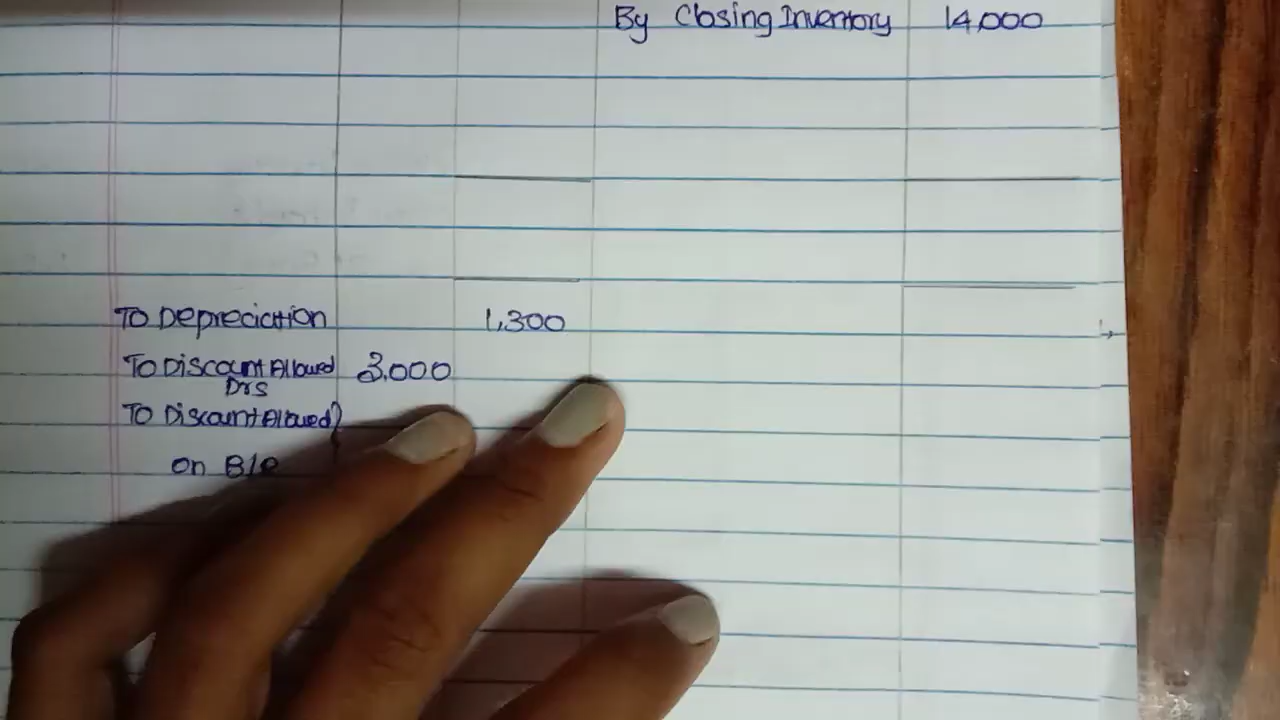 By Closing Inventory 14,000
To Depreciation 1,300
To Discount Allowed 3,000
Drs
To Discount Allowed}
on B/R